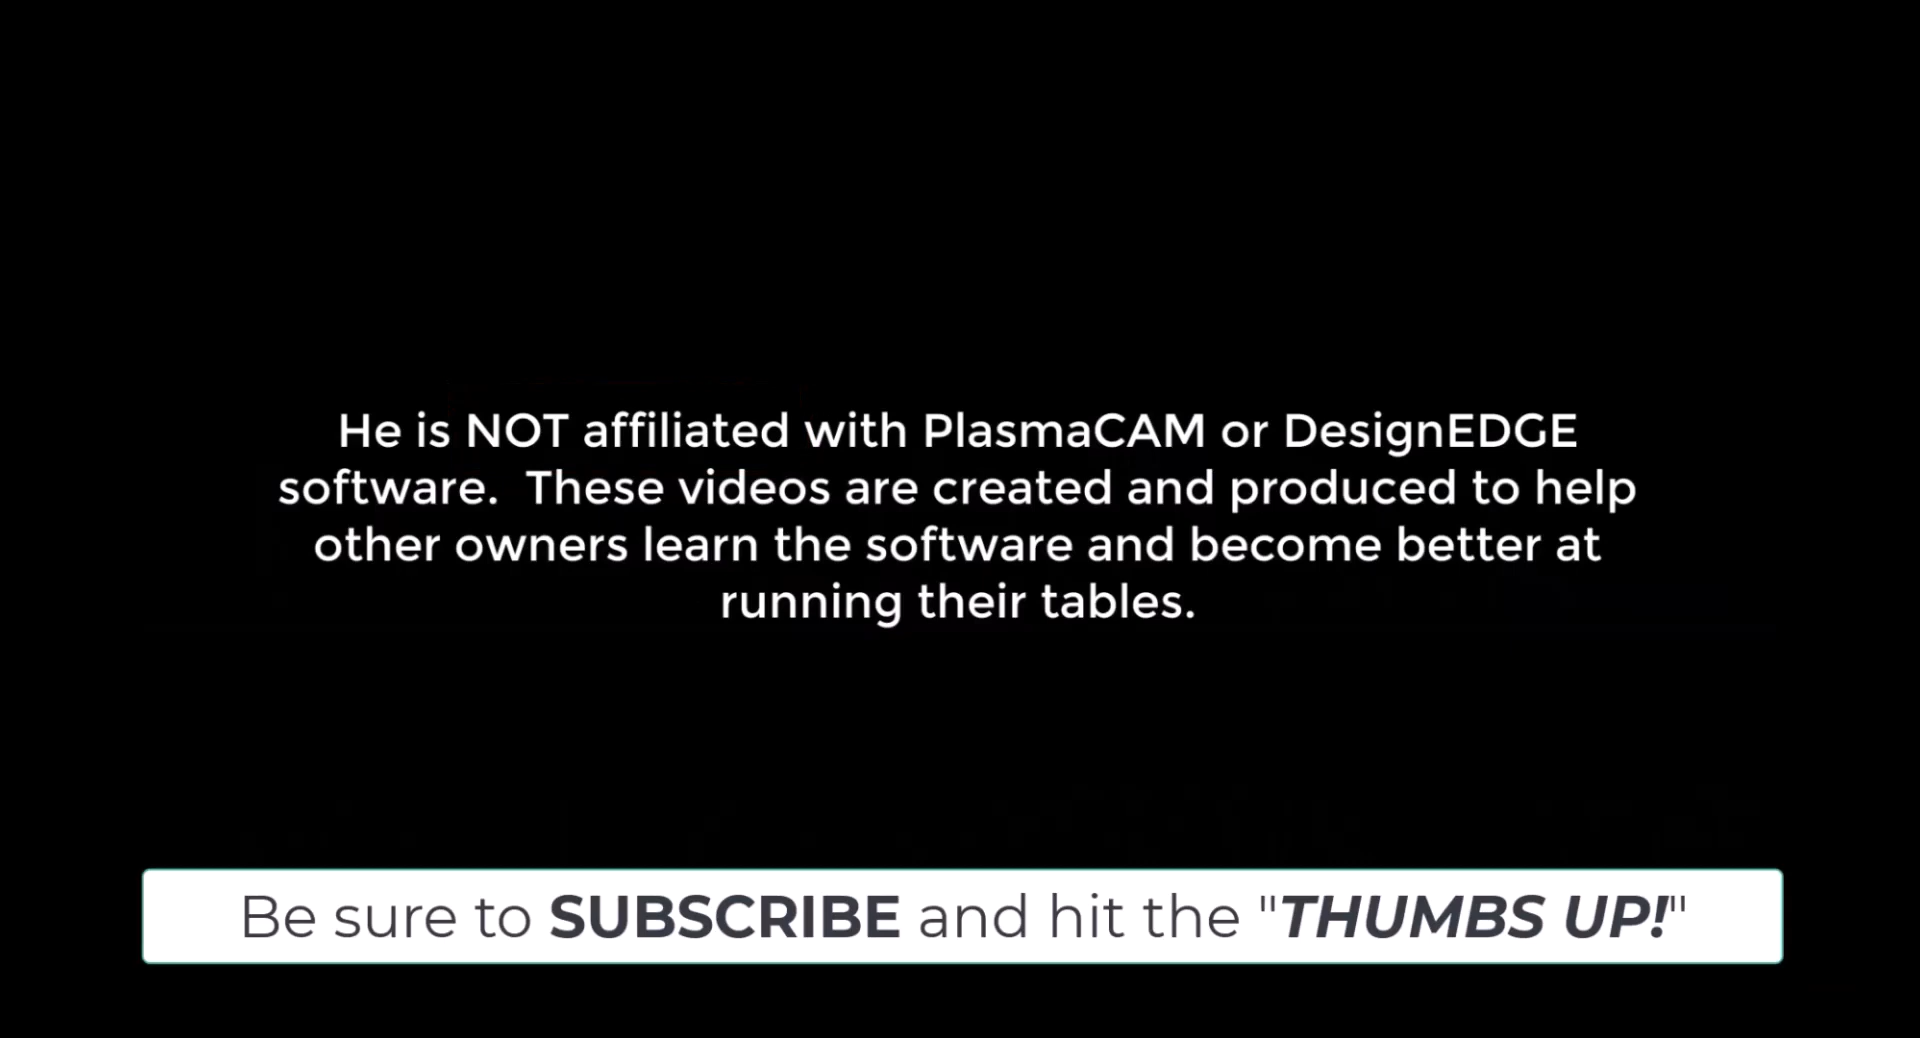 He is NOT affiliated with PlasmaCAM or DesignEDGE
software.  These videos are created and produced to help
other owners learn the software and become better at
running their tables.
Be sure to SUBSCRIBE and hit the "THUMBS UP!"